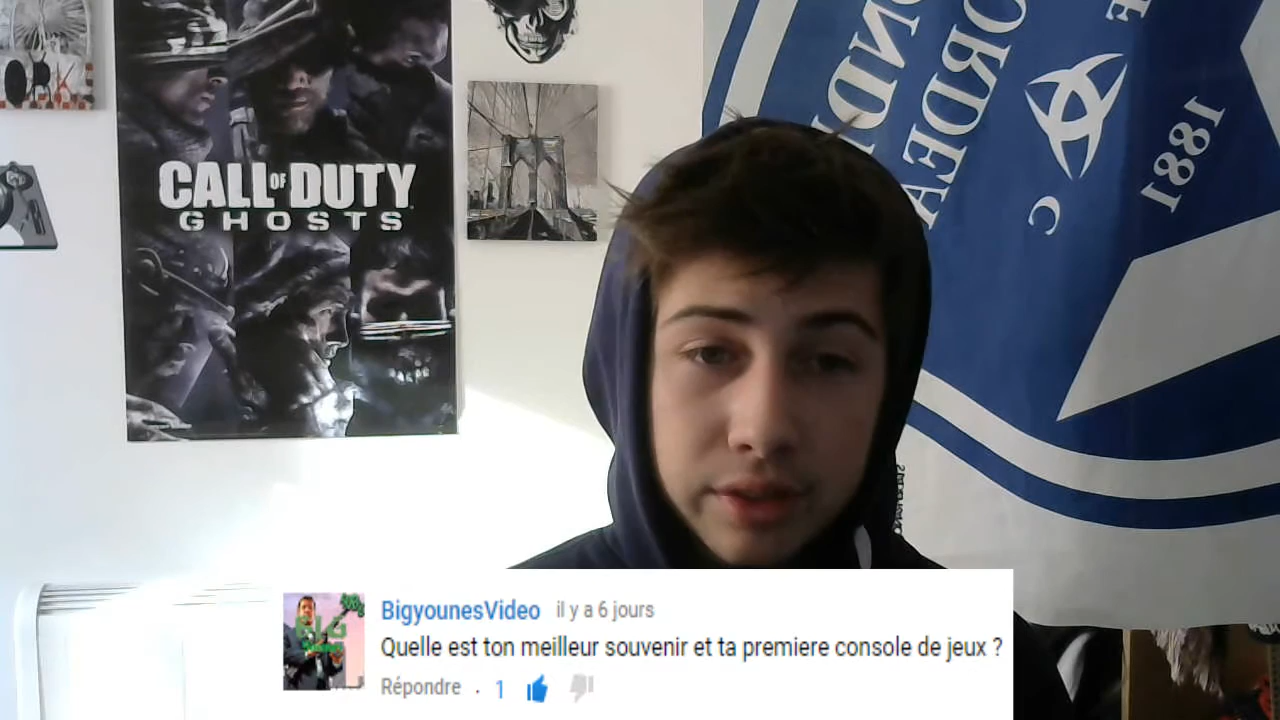 CALL OF DUTY
GHOSTS
1881
C
BigyounesVideo il y a 6 jours
Quelle est ton meilleur souvenir et ta premiere console de jeux ?
Répondre . 1